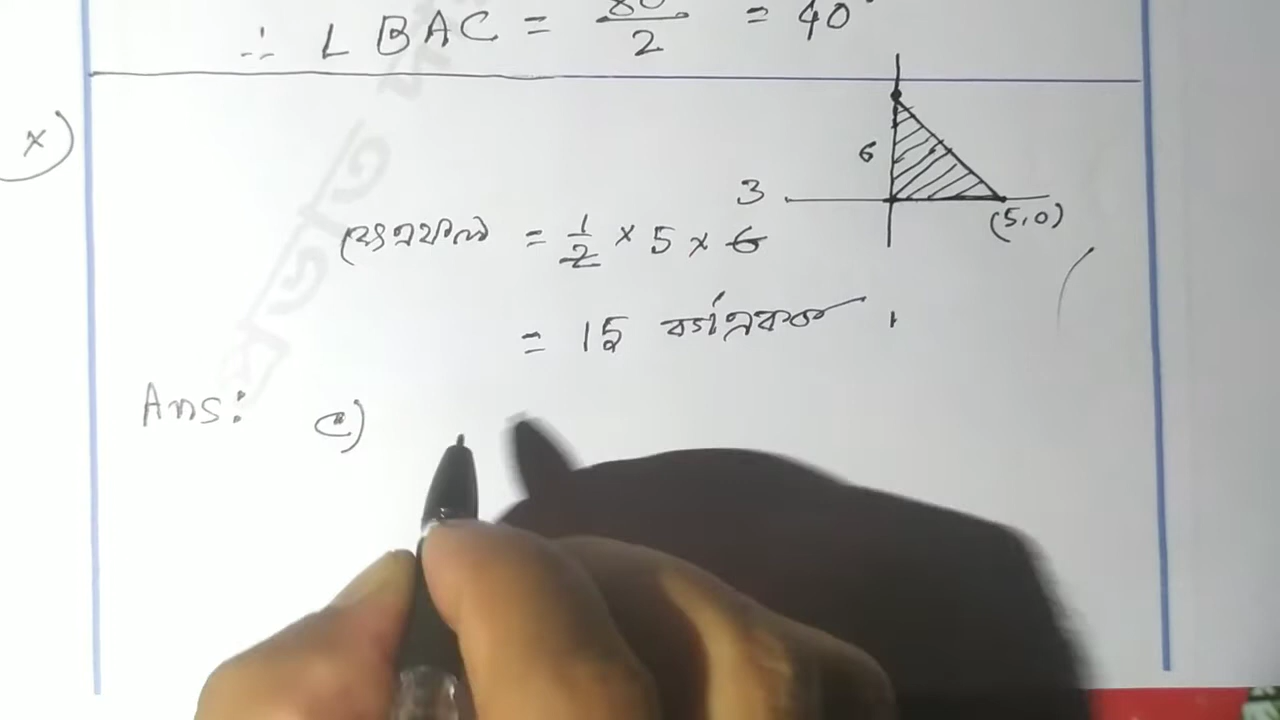 ∴ ∠BAC = 80/2 = 40°
x)
6
(5,0)
3
ক্ষেত্রফল = 1/2 × 5 × 6
= 15 বর্গএকক ।
Ans: c)